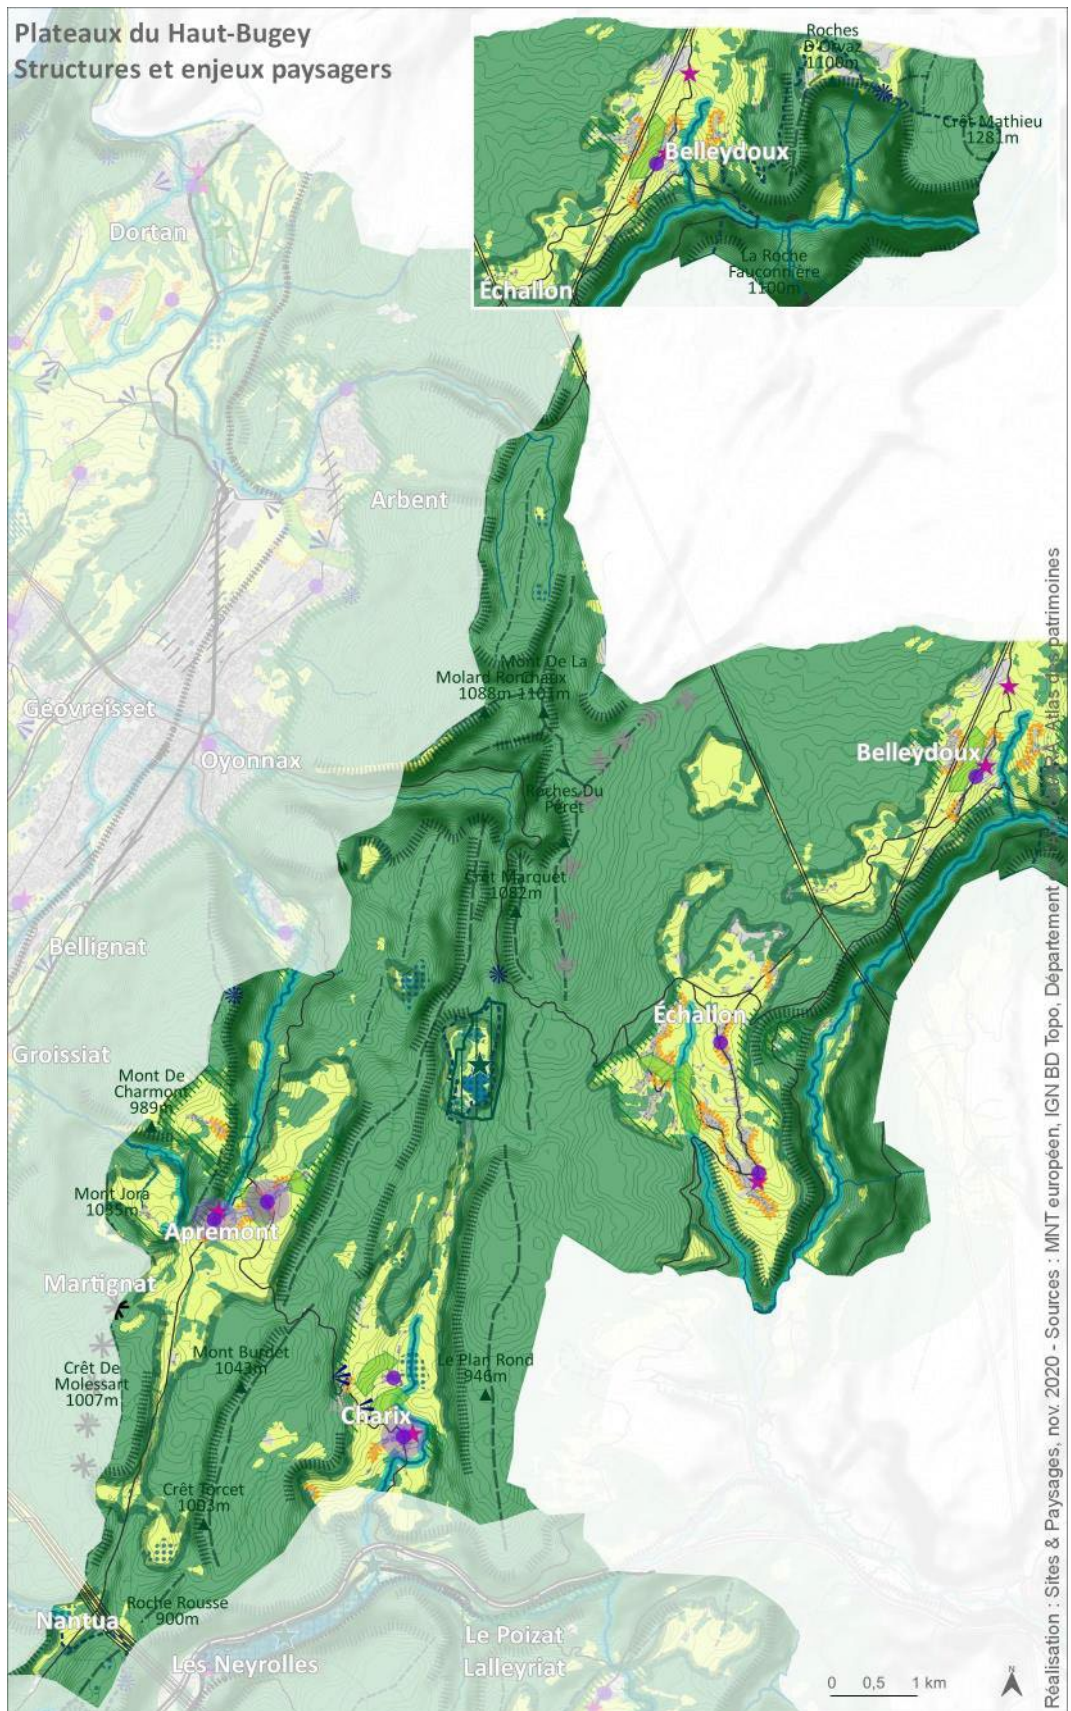 Plateaux du Haut-Bugey
Structures et enjeux paysagers
Roches
D'Orvaz
1100m
Crêt Mathieu
1281m
Belleydoux
La Roche
Fauconnière
1100m
Échallon
Dortan
Arbent
Géovreisset
Oyonnax
Mont De La
Molard Ronchaux
1088m 1101m
Belleydoux
Roches Du
Péret
Crêt Marquet
1082m
Bellignat
Échallon
Groissiat
Mont De
Charmont
989m
Mont Jora
1035m
Apremont
Martignat
Mont Burdet
1043m
Le Plan Rond
946m
Crêt De
Molessart
1007m
Charix
Crêt Torcet
1003m
Roche Rousse
900m
Nantua
Les Neyrolles
Le Poizat
Lalleyriat
0 0,5 1 km
N
Réalisation : Sites & Paysages, nov. 2020 - Sources : MNT européen, IGN BD Topo, Département Atlas des patrimoines